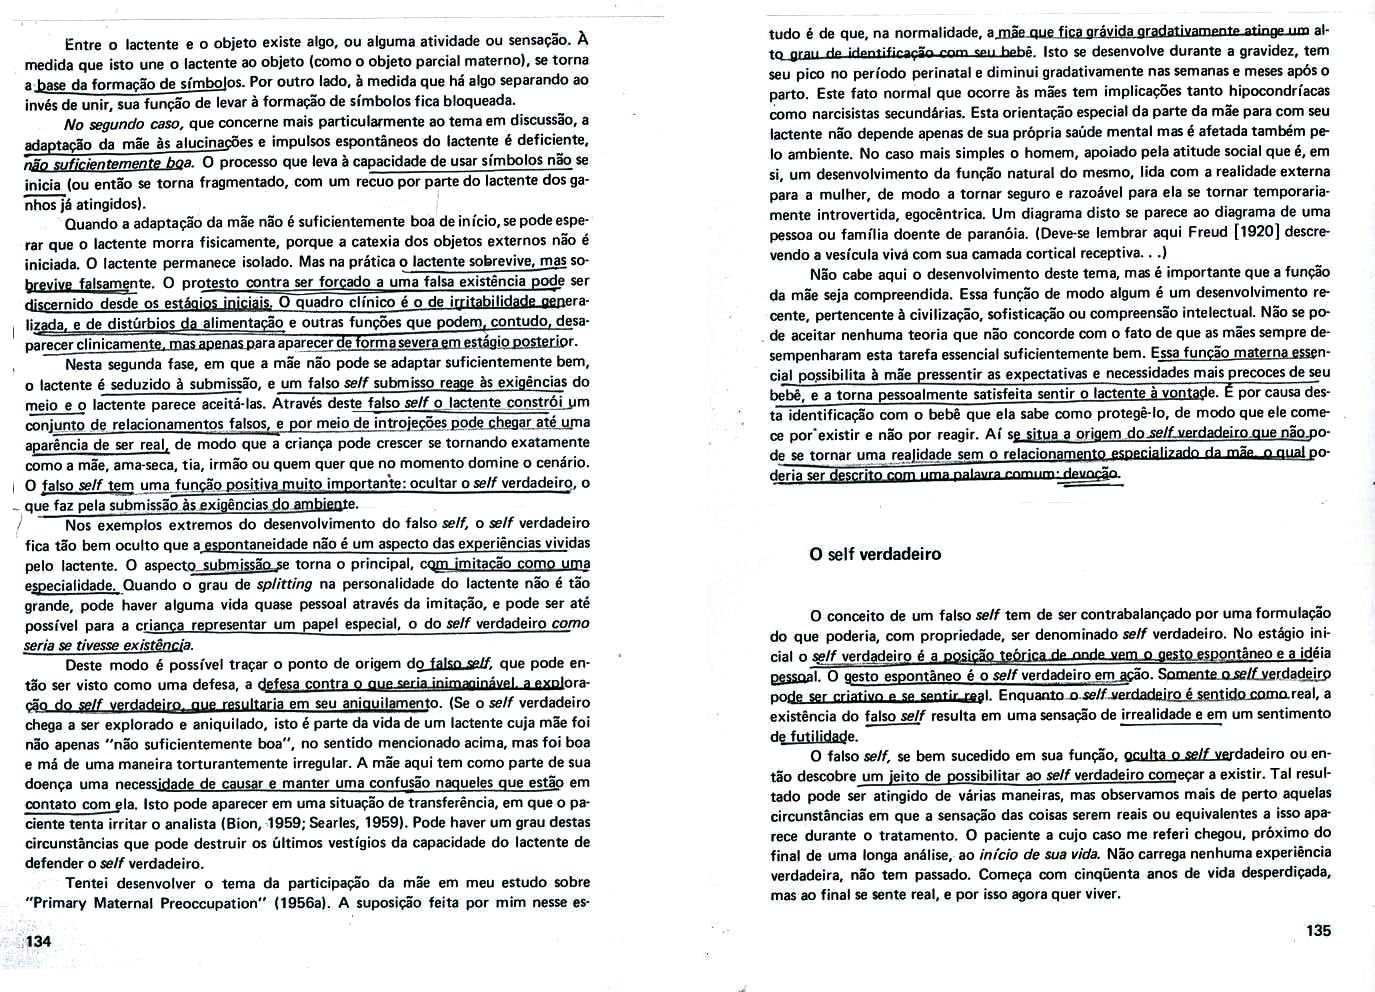 Entre o lactente e o objeto existe algo, ou alguma atividade ou sensação. À
medida que isto une o lactente ao objeto (como o objeto parcial materno), se torna
a base da formação de símbolos. Por outro lado, à medida que há algo separando ao
invés de unir, sua função de levar à formação de símbolos fica bloqueada.
No segundo caso, que concerne mais particularmente ao tema em discussão, a
adaptação da mãe às alucinações e impulsos espontâneos do lactente é deficiente,
não suficientemente boa. O processo que leva à capacidade de usar símbolos não se
inicia (ou então se torna fragmentado, com um recuo por parte do lactente dos ga-
nhos já atingidos).
Quando a adaptação da mãe não é suficientemente boa de início, se pode espe-
rar que o lactente morra fisicamente, porque a catexia dos objetos externos não é
iniciada. O lactente permanece isolado. Mas na prática o lactente sobrevive, mas so-
brevive falsamente. O protesto contra ser forçado a uma falsa existência pode ser
discernido desde os estágios iniciais. O quadro clínico é o de irritabilidade genera-
lizada, e de distúrbios da alimentação e outras funções que podem, contudo, desa-
parecer clinicamente, mas apenas para aparecer de forma severa em estágio posterior.
Nesta segunda fase, em que a mãe não pode se adaptar suficientemente bem,
o lactente é seduzido à submissão, e um falso self submisso reage às exigências do
meio e o lactente parece aceitá-las. Através deste falso self o lactente constrói um
conjunto de relacionamentos falsos, e por meio de introjeções pode chegar até uma
aparência de ser real, de modo que a criança pode crescer se tornando exatamente
como a mãe, ama-seca, tia, irmão ou quem quer que no momento domine o cenário.
O falso self tem uma função positiva muito importante: ocultar o self verdadeiro, o
que faz pela submissão às exigências do ambiente.
Nos exemplos extremos do desenvolvimento do falso self, o self verdadeiro
fica tão bem oculto que a espontaneidade não é um aspecto das experiências vividas
pelo lactente. O aspecto submissão se torna o principal, com imitação como uma
especialidade. Quando o grau de splitting na personalidade do lactente não é tão
grande, pode haver alguma vida quase pessoal através da imitação, e pode ser até
possível para a criança representar um papel especial, o do self verdadeiro como
seria se tivesse existência.
Deste modo é possível traçar o ponto de origem do falso self, que pode en-
tão ser visto como uma defesa, a defesa contra o que seria inimaginável, a explora-
ção do self verdadeiro, que resultaria em seu aniquilamento. (Se o self verdadeiro
chega a ser explorado e aniquilado, isto é parte da vida de um lactente cuja mãe foi
não apenas "não suficientemente boa", no sentido mencionado acima, mas foi boa
e má de uma maneira torturantemente irregular. A mãe aqui tem como parte de sua
doença uma necessidade de causar e manter uma confusão naqueles que estão em
contato com ela. Isto pode aparecer em uma situação de transferência, em que o pa-
ciente tenta irritar o analista (Bion, 1959; Searles, 1959). Pode haver um grau destas
circunstâncias que pode destruir os últimos vestígios da capacidade do lactente de
defender o self verdadeiro.
Tentei desenvolver o tema da participação da mãe em meu estudo sobre
"Primary Maternal Preoccupation" (1956a). A suposição feita por mim nesse es-
134
tudo é de que, na normalidade, a mãe que fica grávida gradativamente atinge um al-
to grau de identificação com seu bebê. Isto se desenvolve durante a gravidez, tem
seu pico no período perinatal e diminui gradativamente nas semanas e meses após o
parto. Este fato normal que ocorre às mães tem implicações tanto hipocondríacas
como narcisistas secundárias. Esta orientação especial da parte da mãe para com seu
lactente não depende apenas de sua própria saúde mental mas é afetada também pe-
lo ambiente. No caso mais simples o homem, apoiado pela atitude social que é, em
si, um desenvolvimento da função natural do mesmo, lida com a realidade externa
para a mulher, de modo a tornar seguro e razoável para ela se tornar temporaria-
mente introvertida, egocêntrica. Um diagrama disto se parece ao diagrama de uma
pessoa ou família doente de paranóia. (Deve-se lembrar aqui Freud [1920] descre-
vendo a vesícula viva com sua camada cortical receptiva. . .)
Não cabe aqui o desenvolvimento deste tema, mas é importante que a função
da mãe seja compreendida. Essa função de modo algum é um desenvolvimento re-
cente, pertencente à civilização, sofisticação ou compreensão intelectual. Não se po-
de aceitar nenhuma teoria que não concorde com o fato de que as mães sempre de-
sempenharam esta tarefa essencial suficientemente bem. Essa função materna essen-
cial possibilita à mãe pressentir as expectativas e necessidades mais precoces de seu
bebê, e a torna pessoalmente satisfeita sentir o lactente à vontade. É por causa des-
ta identificação com o bebê que ela sabe como protegê-lo, de modo que ele come-
ce por existir e não por reagir. Aí se situa a origem do self verdadeiro que não po-
de se tornar uma realidade sem o relacionamento especializado da mãe, o qual po-
deria ser descrito com uma palavra comum: devoção.
O self verdadeiro
O conceito de um falso self tem de ser contrabalançado por uma formulação
do que poderia, com propriedade, ser denominado self verdadeiro. No estágio ini-
cial o self verdadeiro é a posição teórica de onde vem o gesto espontâneo e a idéia
pessoal. O gesto espontâneo é o self verdadeiro em ação. Somente o self verdadeiro
pode ser criativo e se sentir real. Enquanto o self verdadeiro é sentido como real, a
existência do falso self resulta em uma sensação de irrealidade e em um sentimento
de futilidade.
O falso self, se bem sucedido em sua função, oculta o self verdadeiro ou en-
tão descobre um jeito de possibilitar ao self verdadeiro começar a existir. Tal resul-
tado pode ser atingido de várias maneiras, mas observamos mais de perto aquelas
circunstâncias em que a sensação das coisas serem reais ou equivalentes a isso apa-
rece durante o tratamento. O paciente a cujo caso me referi chegou, próximo do
final de uma longa análise, ao início de sua vida. Não carrega nenhuma experiência
verdadeira, não tem passado. Começa com cinqüenta anos de vida desperdiçada,
mas ao final se sente real, e por isso agora quer viver.
135